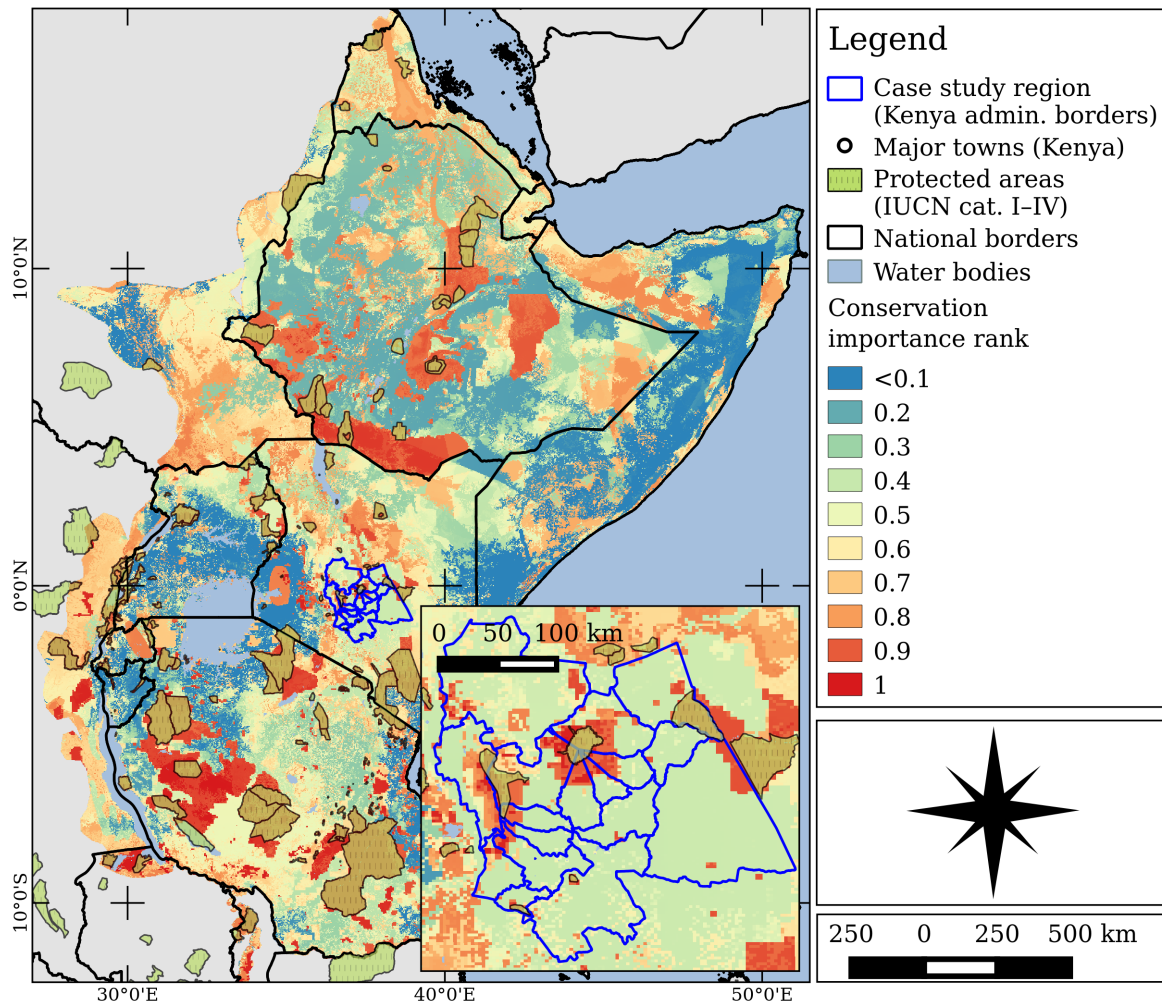 Legend
Case study region
(Kenya admin. borders)
Major towns (Kenya)
Protected areas
(IUCN cat. I–IV)
National borders
Water bodies
Conservation
importance rank
<0.1
0.2
0.3
0.4
0.5
0.6
0.7
0.8
0.9
1
10°0'N
0°0'N
10°0'S
30°0'E
40°0'E
50°0'E
0 50 100 km
250 0 250 500 km